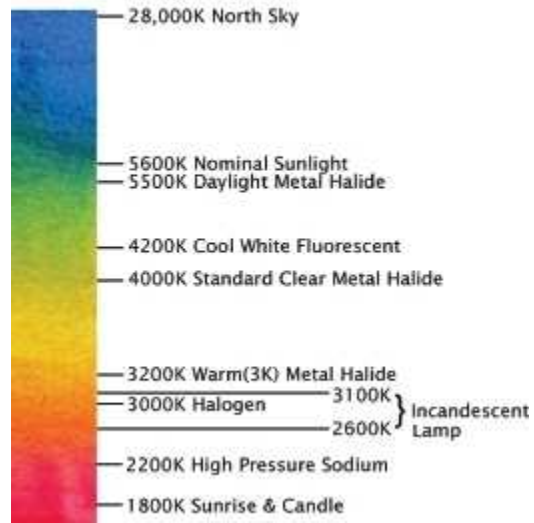 28,000K North Sky
5600K Nominal Sunlight
5500K Daylight Metal Halide
4200K Cool White Fluorescent
4000K Standard Clear Metal Halide
3200K Warm(3K) Metal Halide
3100K
3000K Halogen
Incandescent
2600K
Lamp
2200K High Pressure Sodium
1800K Sunrise & Candle